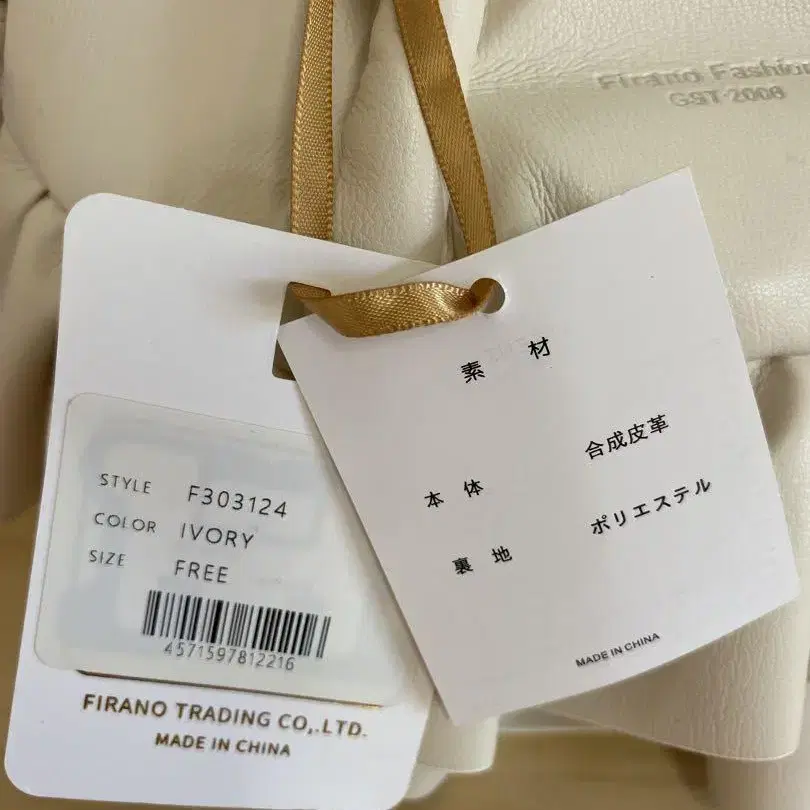 Firano Fashion
GST·2006
STYLE F303124
COLOR IVORY
SIZE FREE
4571597812216
FIRANO TRADING CO,.LTD.
MADE IN CHINA
素 材
本 体 合成皮革
裏 地 ポリエステル
MADE IN CHINA